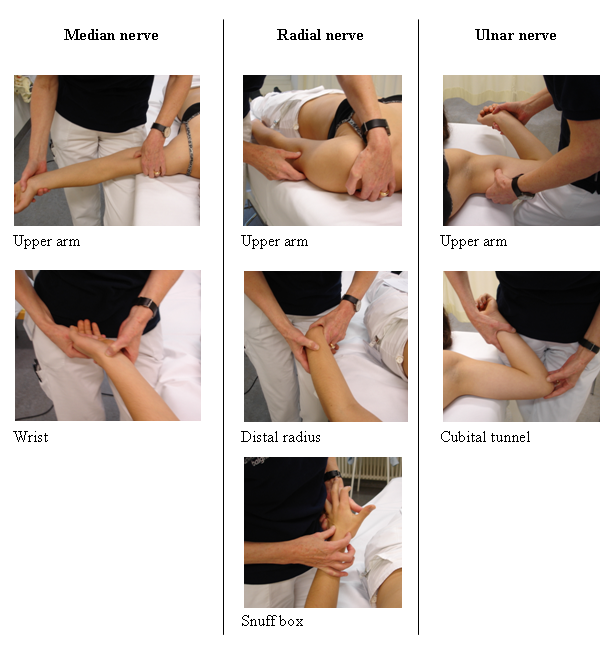 Median nerve
Radial nerve
Ulnar nerve
Upper arm
Upper arm
Upper arm
Wrist
Distal radius
Cubital tunnel
Snuff box